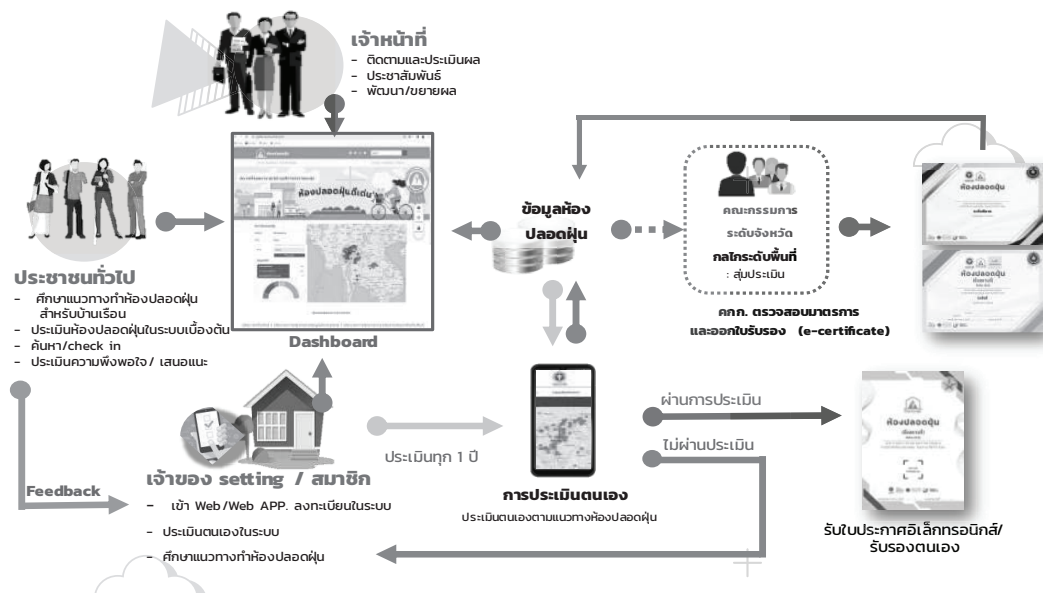 เจ้าหน้าที่
- ติดตามและประเมินผล
- ประชาสัมพันธ์
- พัฒนา/ขยายผล
ห้องปลอดฝุ่นดีเด่น
Dashboard
ประชาชนทั่วไป
- ศึกษาแนวทางทำห้องปลอดฝุ่น
สำหรับบ้านเรือน
- ประเมินห้องปลอดฝุ่นในระบบเบื้องต้น
- ค้นหา/check in
- ประเมินความพึงพอใจ/ เสนอแนะ
Feedback
ข้อมูลห้อง
ปลอดฝุ่น
คณะกรรมการ
ระดับจังหวัด
กลไกระดับพื้นที่
: สุ่มประเมิน
คกก. ตรวจสอบมาตรการ
และออกใบรับรอง (e-certificate)
ห้องปลอดฝุ่น
ห้องปลอดฝุ่น
เจ้าของ setting / สมาชิก
- เข้า Web/Web APP. ลงทะเบียนในระบบ
- ประเมินตนเองในระบบ
- ศึกษาแนวทางทำห้องปลอดฝุ่น
ประเมินทุก 1 ปี
การประเมินตนเอง
ประเมินตนเองตามแนวทางห้องปลอดฝุ่น
ผ่านการประเมิน
ไม่ผ่านประเมิน
ห้องปลอดฝุ่น
รับใบประกาศอิเล็กทรอนิกส์/
รับรองตนเอง